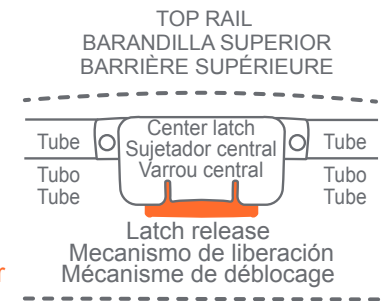 TOP RAIL
BARANDILLA SUPERIOR
BARRIÈRE SUPÉRIEURE
Center latch
Tube Sujetador central Tube
Varrou central
Tubo Tubo
Tube Tube
Latch release
Mecanismo de liberación
Mécanisme de déblocage